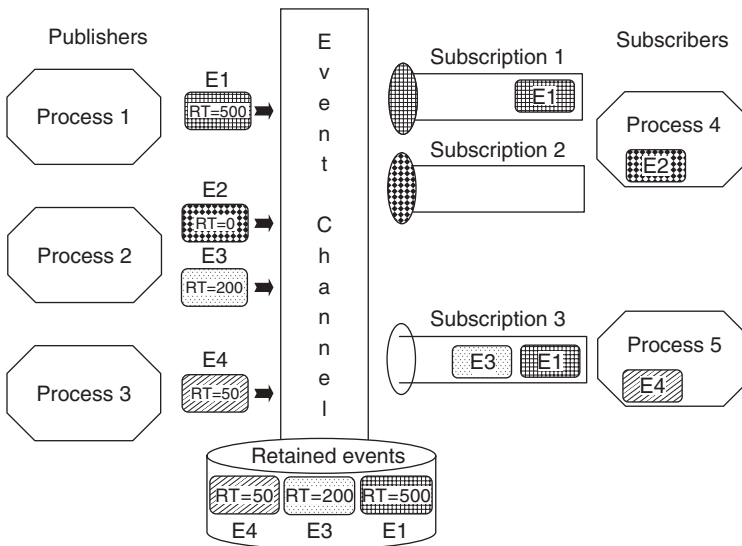 Publishers
Subscribers
Event Channel
E1
RT=500
Process 1
E2
RT=0
E3
RT=200
Process 2
E4
RT=50
Process 3
Subscription 1
E1
Subscription 2
Process 4
E2
Subscription 3
E3 E1
Process 5
E4
Retained events
RT=50 RT=200 RT=500
E4 E3 E1